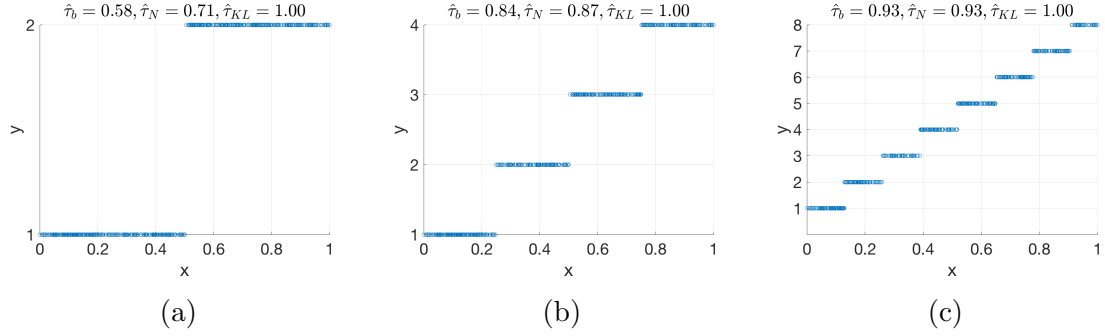 τ̂_b = 0.58, τ̂_N = 0.71, τ̂_KL = 1.00
2
y
1
0 0.2 0.4 0.6 0.8 1
x
(a)
τ̂_b = 0.84, τ̂_N = 0.87, τ̂_KL = 1.00
4
3
y
2
1
0 0.2 0.4 0.6 0.8 1
x
(b)
τ̂_b = 0.93, τ̂_N = 0.93, τ̂_KL = 1.00
8
7
6
5
y
4
3
2
1
0 0.2 0.4 0.6 0.8 1
x
(c)